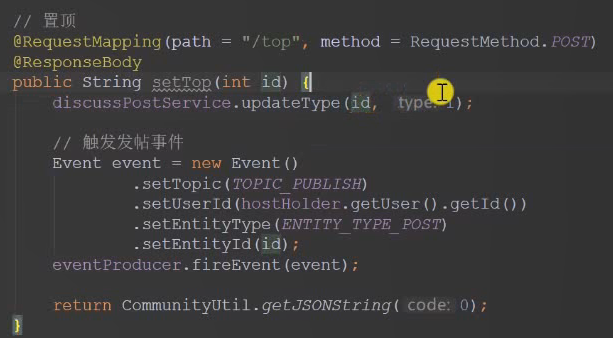 // 置顶
@RequestMapping(path = "/top", method = RequestMethod.POST)
@ResponseBody
public String setTop(int id) {
discussPostService.updateType(id, type: 1);
// 触发发帖事件
Event event = new Event()
.setTopic(TOPIC_PUBLISH)
.setUserId(hostHolder.getUser().getId())
.setEntityType(ENTITY_TYPE_POST)
.setEntityId(id);
eventProducer.fireEvent(event);
return CommunityUtil.getJSONString( code: 0);
}